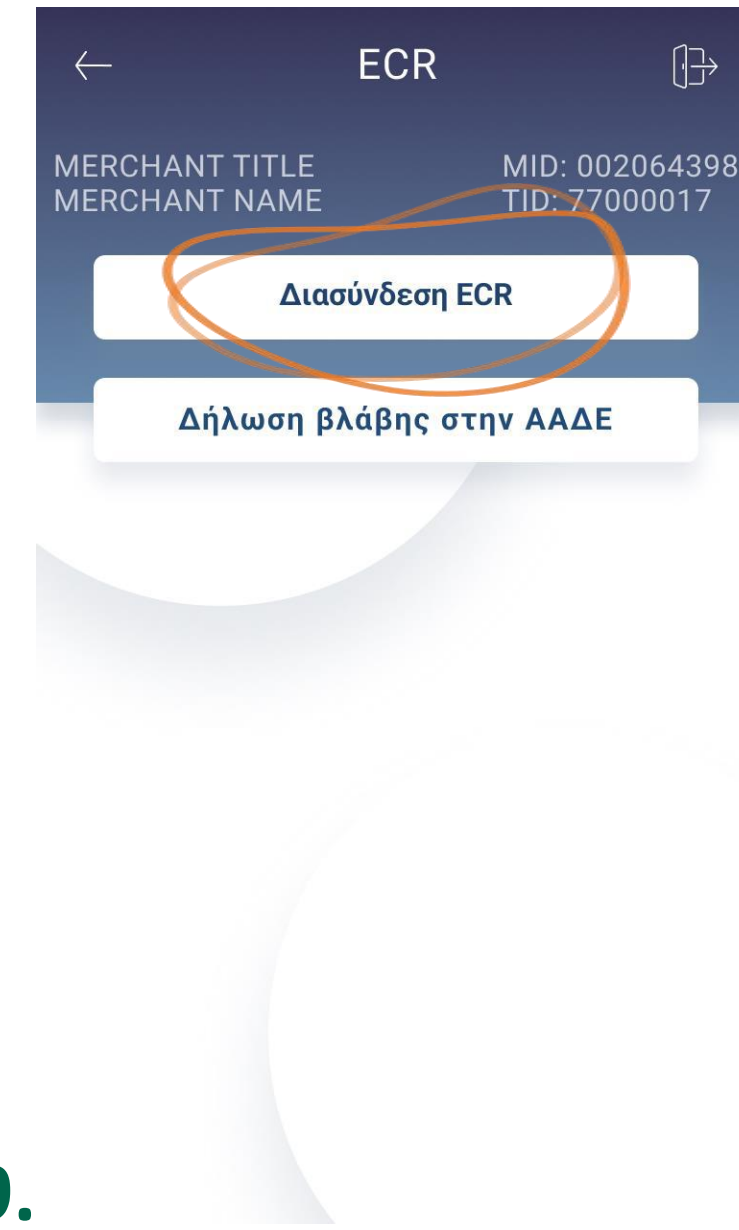 ECR
MERCHANT TITLE MID: 002064398
MERCHANT NAME TID: 77000017
Διασύνδεση ECR
Δήλωση βλάβης στην ΑΑΔΕ